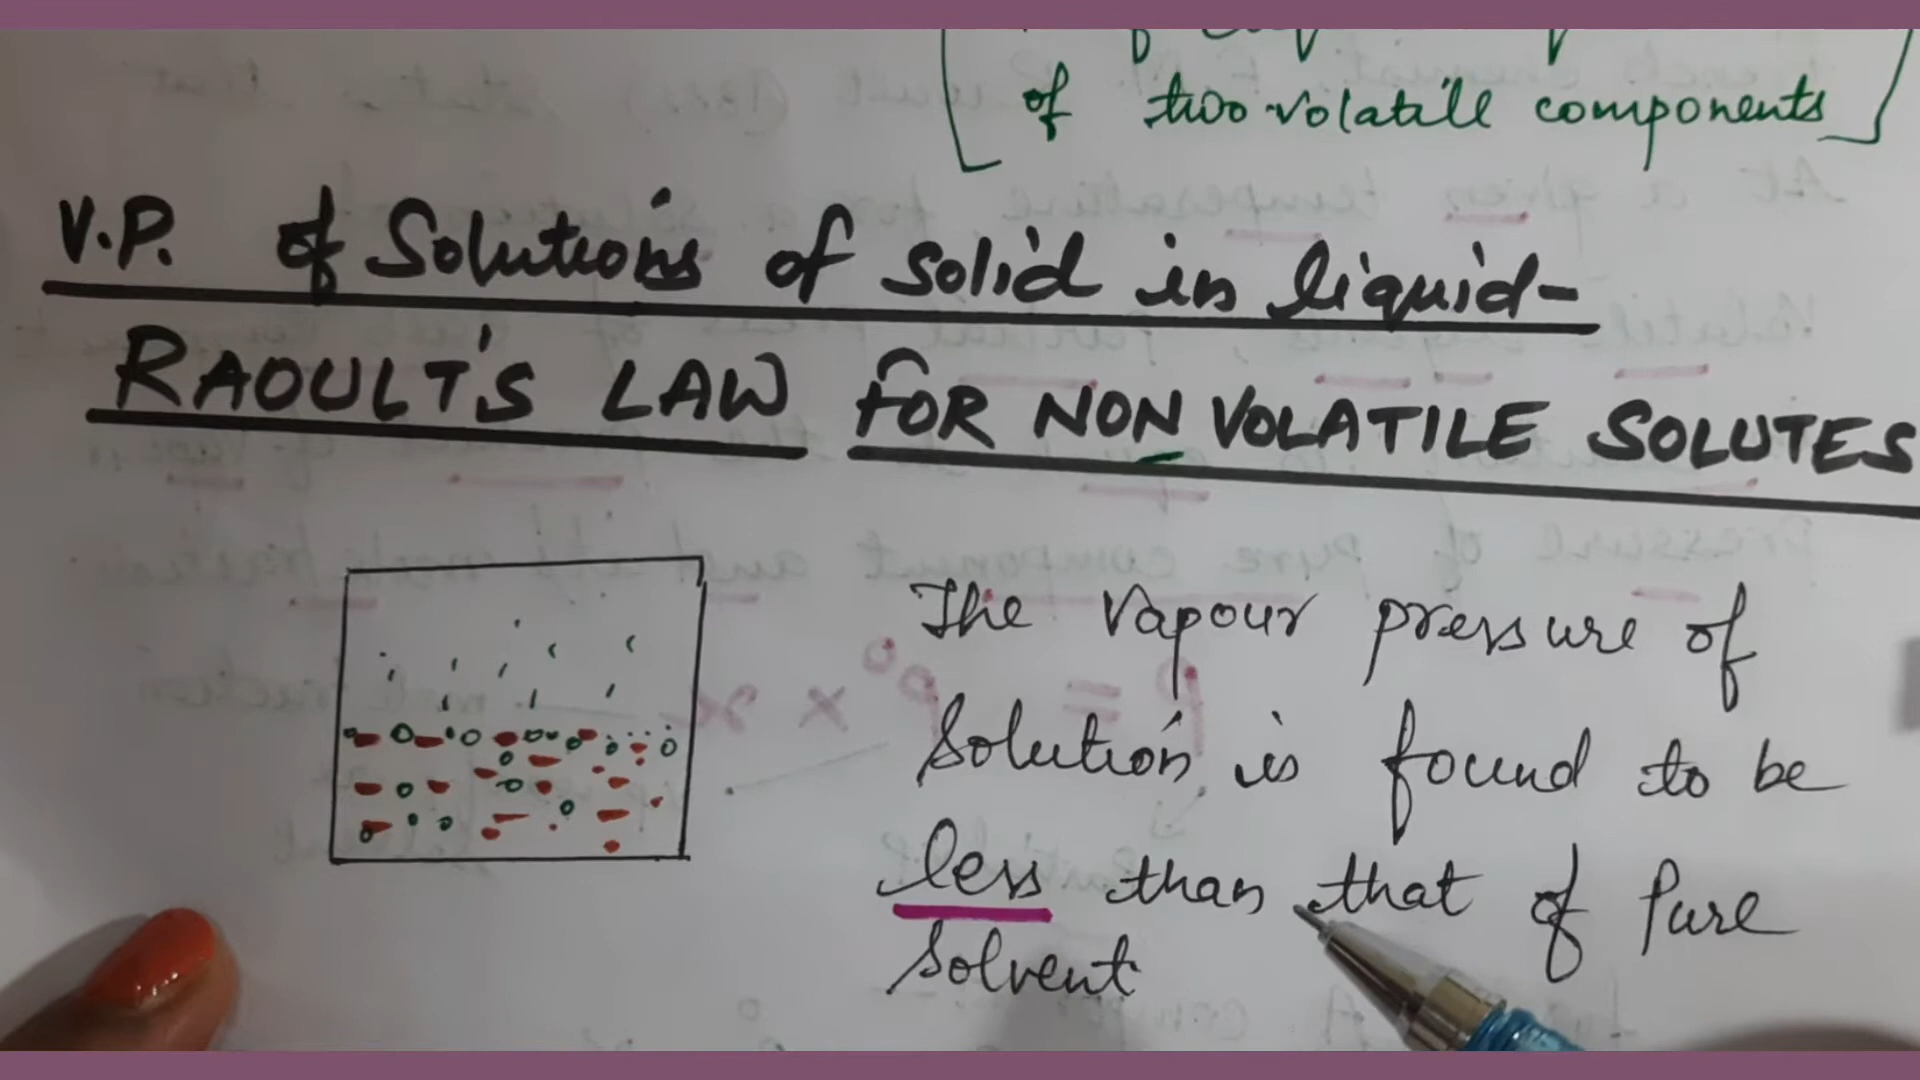 of two volatile components
V.P. of Solutions of solid in liquid-
RAOULT'S LAW FOR NON VOLATILE SOLUTES
The Vapour pressure of
Solution is found to be
less than that of Pure
Solvent